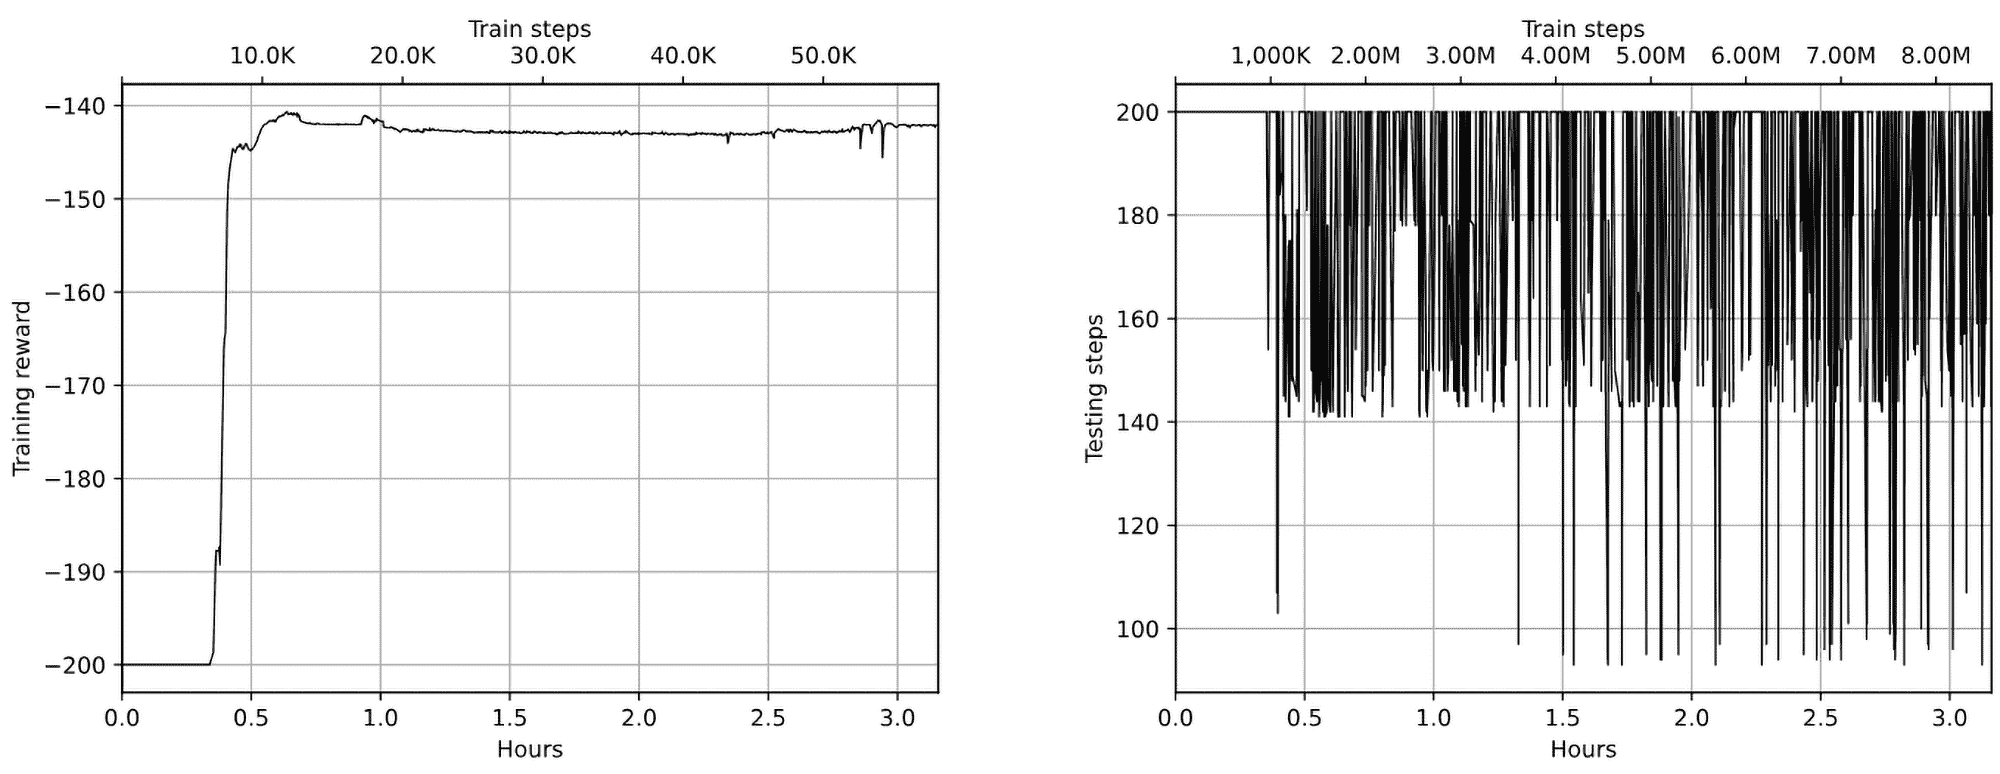 Train steps
10.0K 20.0K 30.0K 40.0K 50.0K
−140
−150
−160
−170
−180
−190
−200
Training reward
0.0 0.5 1.0 1.5 2.0 2.5 3.0
Hours
Train steps
1,000K 2.00M 3.00M 4.00M 5.00M 6.00M 7.00M 8.00M
200
180
160
140
120
100
Testing steps
0.0 0.5 1.0 1.5 2.0 2.5 3.0
Hours